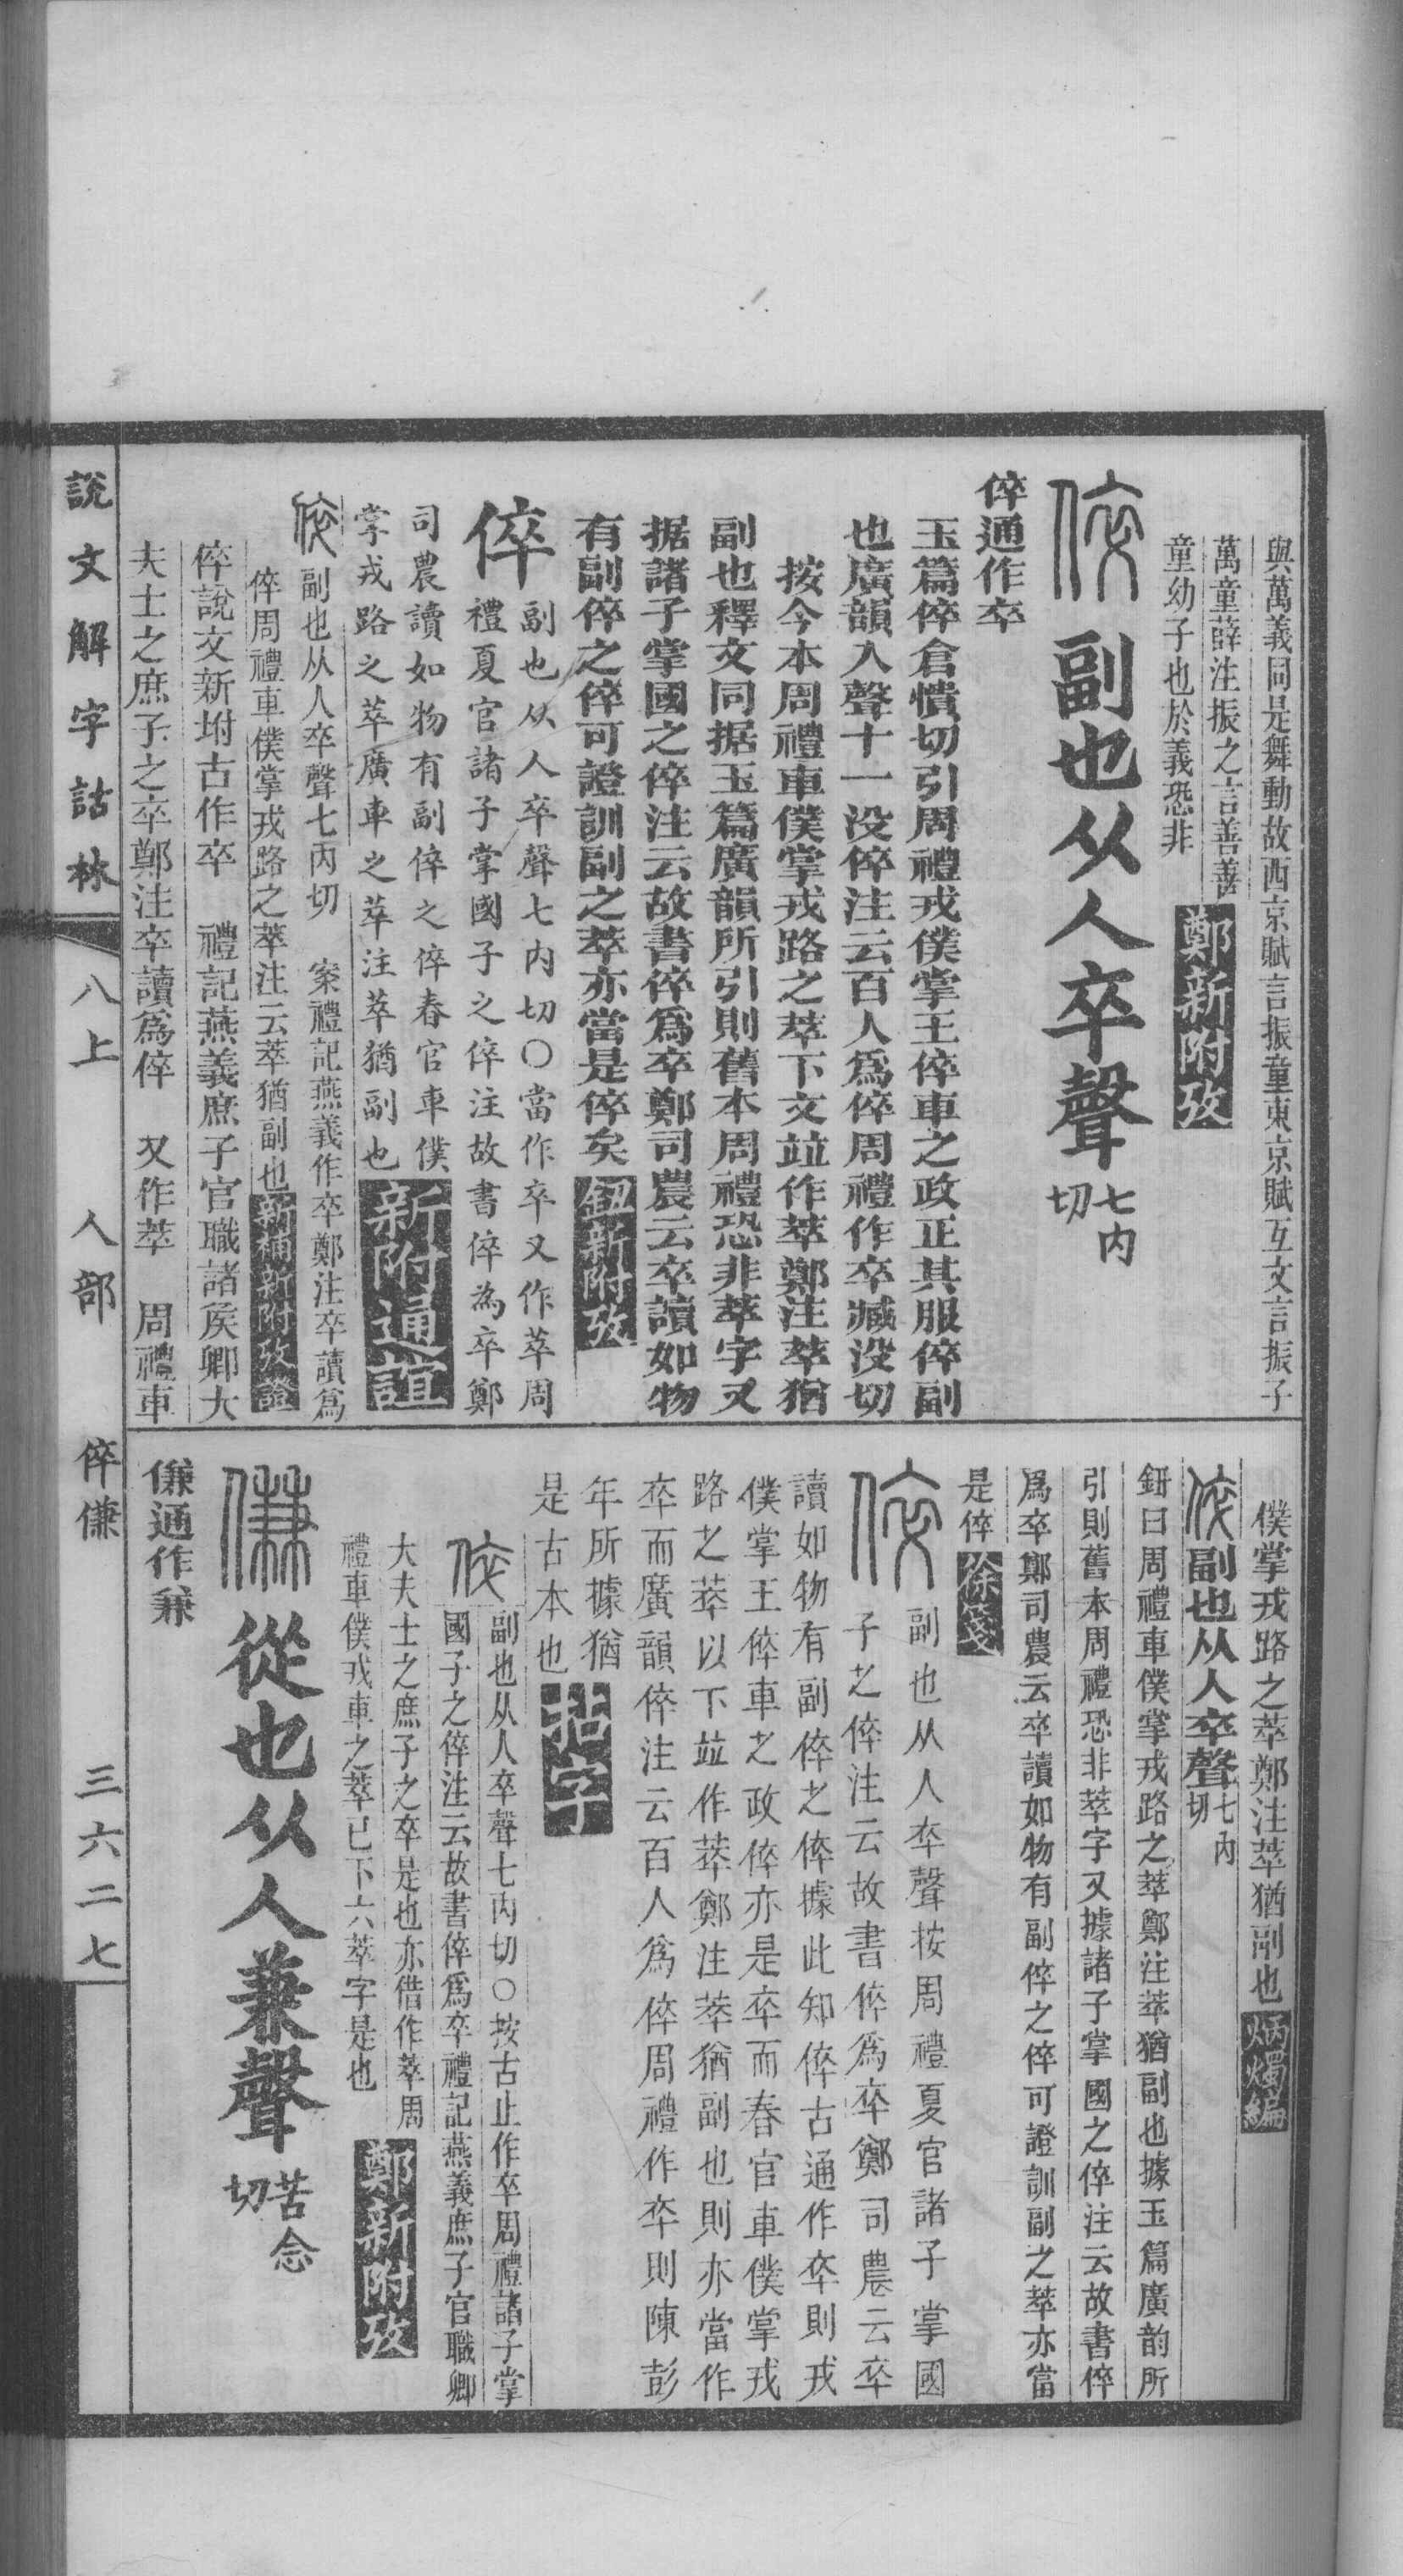 與萬義同是舞動故西京賦言振童東京賦互文言振子
萬童薛注振之言善善
童幼子也於義恐非
鄭新附攷
副也从人卒聲
七內
切
倅通作卒
玉篇倅倉憒切引周禮戎僕掌王倅車之政正其服倅副
也廣韻入聲十一没倅注云百人爲倅周禮作卒臧没切
按今本周禮車僕掌戎路之萃下文竝作萃鄭注萃猶
副也釋文同据玉篇廣韻所引則舊本周禮恐非萃字又
据諸子掌國之倅注云故書倅爲卒鄭司農云卒讀如物
有副倅之倅可證訓副之萃亦當是倅矣
鈕新附攷
倅
副也从人卒聲七內切〇當作卒又作萃周
禮夏官諸子掌國子之倅注故書倅為卒鄭
司農讀如物有副倅之倅春官車僕
掌戎路之萃廣車之萃注萃猶副也
新附通誼
副也从人卒聲七丙切 案禮記燕義作卒鄭注卒讀爲
倅周禮車僕掌戎路之萃注云萃猶副也
新補新附攷證
倅說文新坿古作卒 禮記燕義庶子官職諸矦卿大
夫士之庶子之卒鄭注卒讀爲倅 又作萃 周禮車
僕掌戎路之萃鄭注萃猶副也
炳燭編
副也从人卒聲
七內
切
鈕曰周禮車僕掌戎路之萃鄭注萃猶副也據玉篇廣韵所
引則舊本周禮恐非萃字又據諸子掌國之倅注云故書倅
爲卒鄭司農云卒讀如物有副倅之倅可證訓副之萃亦當
是倅
徐箋
副也从人卒聲按周禮夏官諸子掌國
子之倅注云故書倅爲卒鄭司農云卒
讀如物有副倅之倅據此知倅古通作卒則戎
僕掌王倅車之政倅亦是卒而春官車僕掌戎
路之萃以下竝作萃鄭注萃猶副也則亦當作
卒而廣韻倅注云百人爲倅周禮作卒則陳彭
年所據猶
是古本也
拈字
副也从人卒聲七內切〇按古止作卒周禮諸子掌
國子之倅注云故書倅爲卒禮記燕義庶子官職卿
大夫士之庶子之卒是也亦借作萃周
禮車僕戎車之萃已下六萃字是也
鄭新附攷
從也从人兼聲
苦念
切
傔通作兼
說文解字詁林
八上
人部
倅傔
三六二七